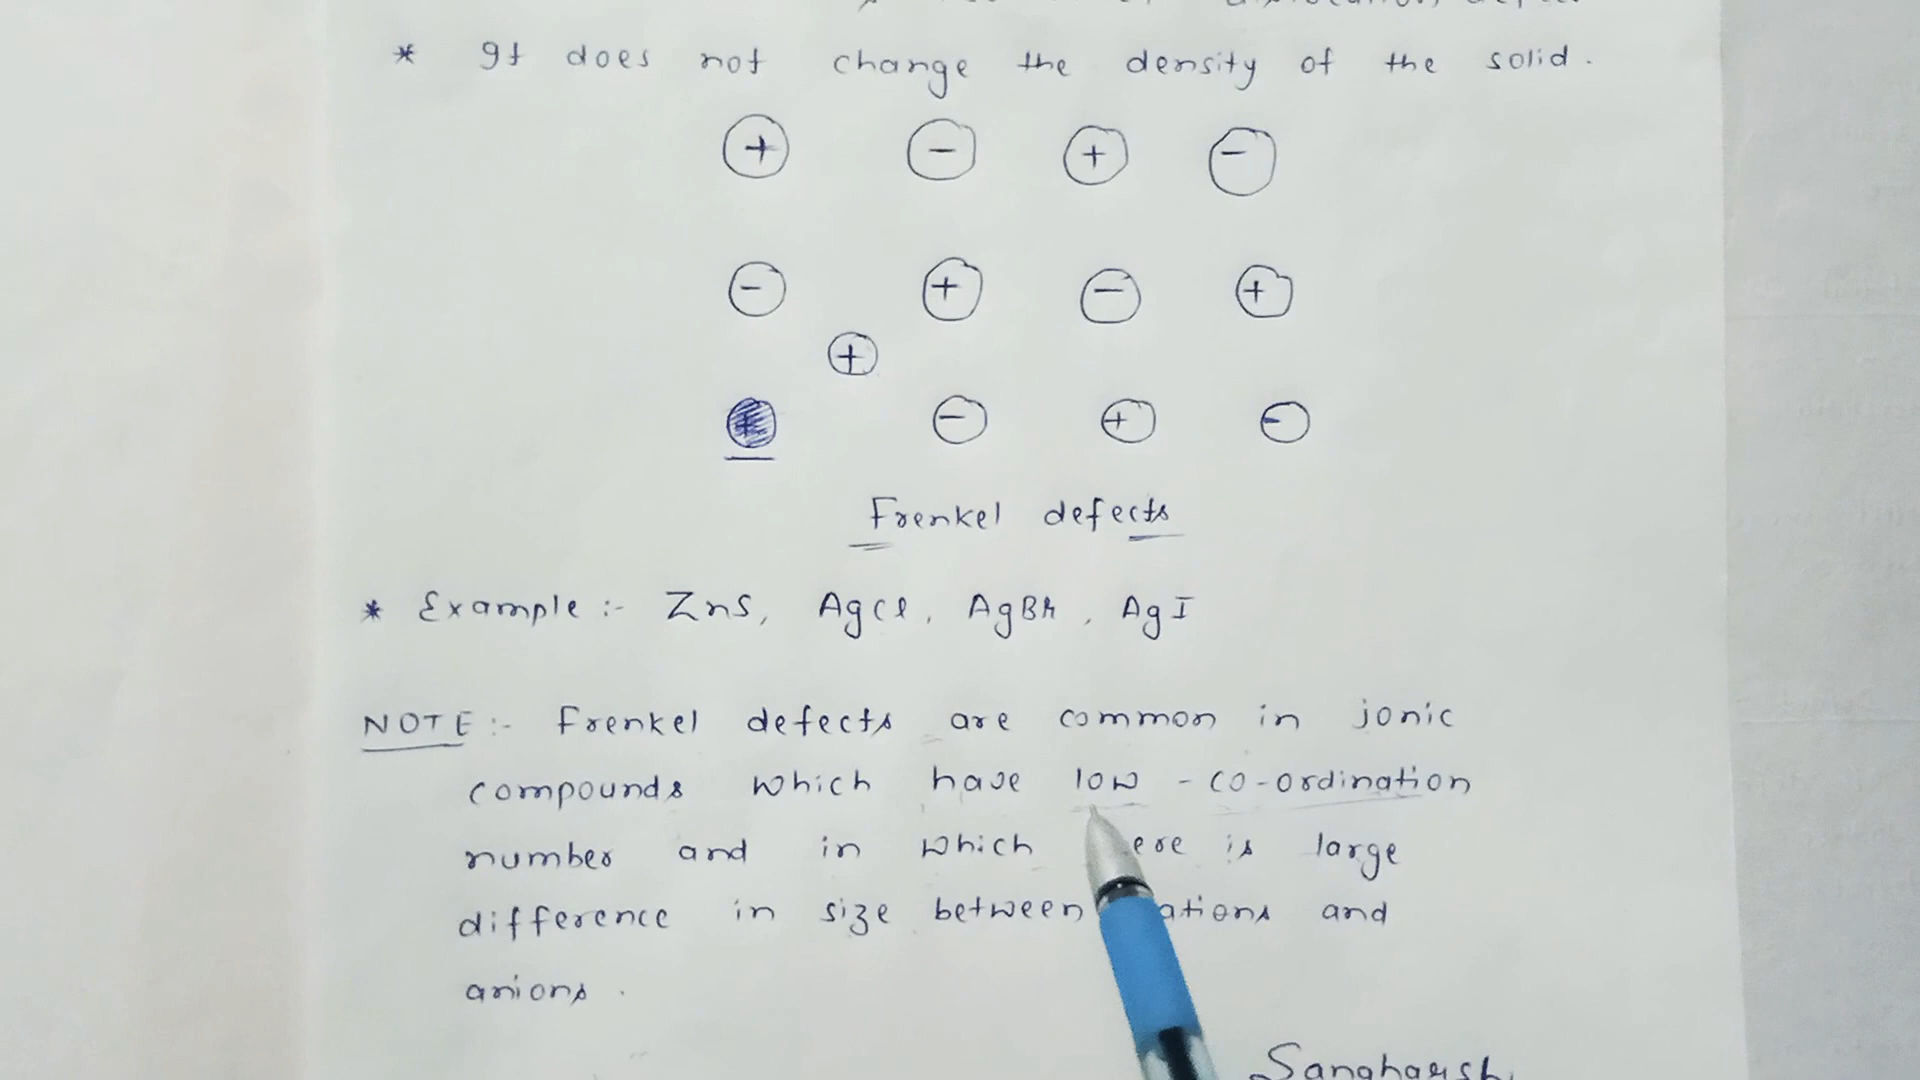 * It does not change the density of the solid.
+ - + -
- + - +
+
+ - + -
Frenkel defects
* Example :- ZnS, AgCl, AgBr, AgI
NOTE :- Frenkel defects are common in ionic
compounds which have low - co-ordination
number and in which ere is large
difference in size between ations and
anions.
Sangharsh